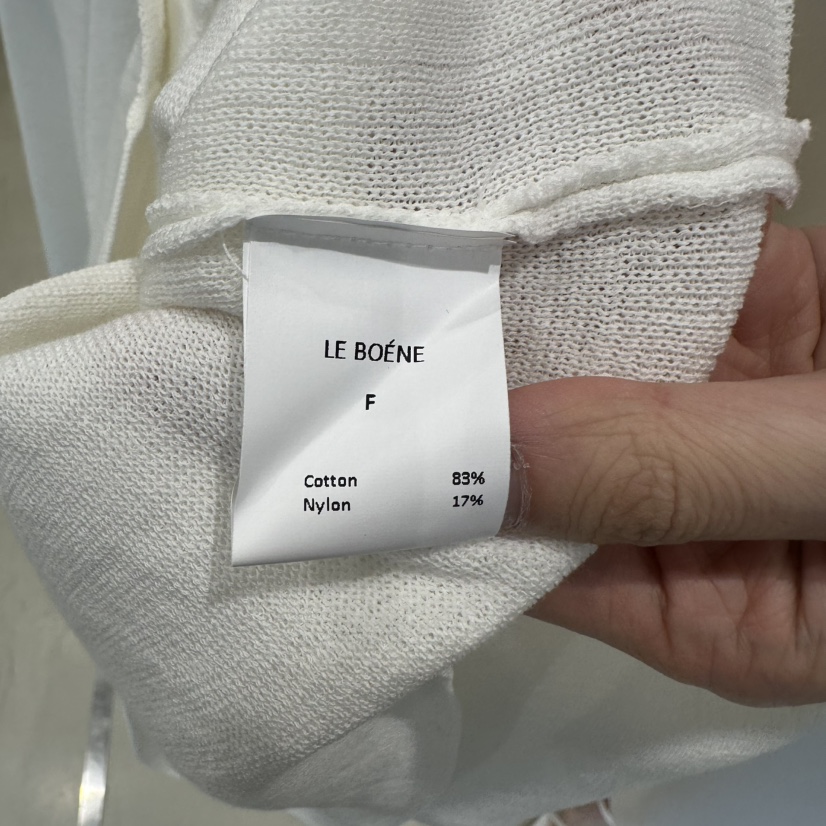 LE BOÉNE
F
Cotton 83%
Nylon 17%